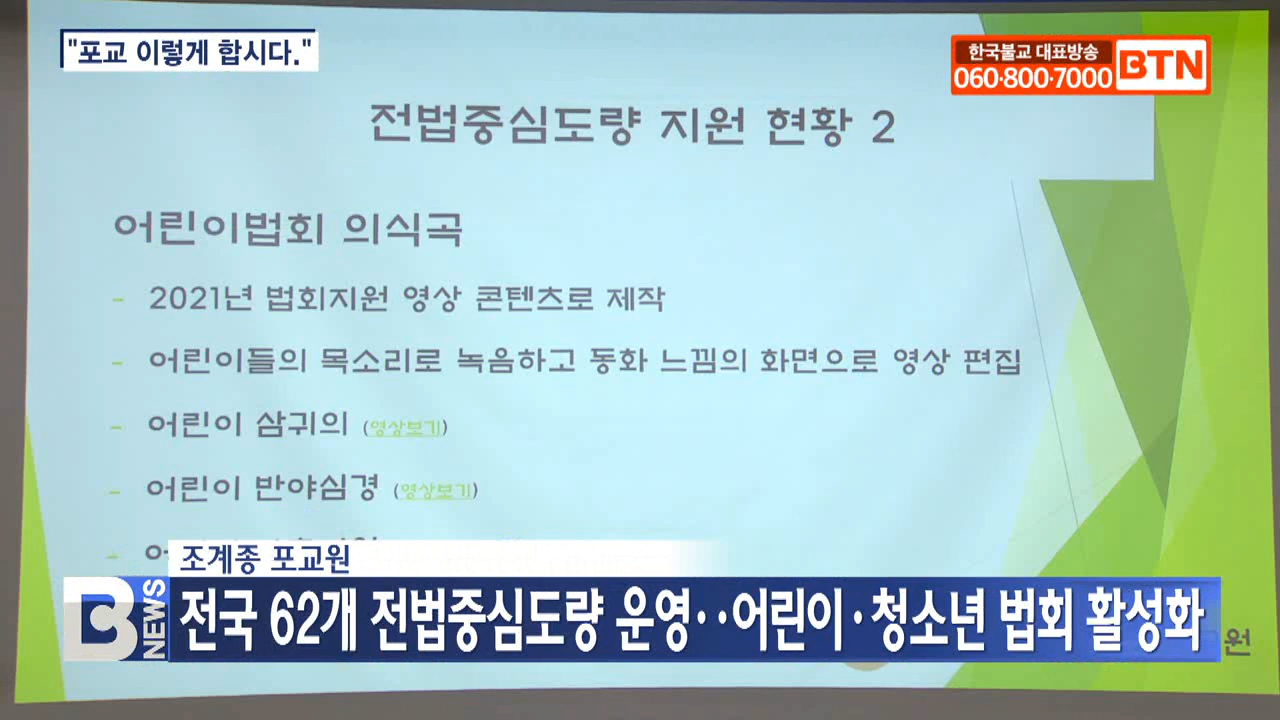 "포교 이렇게 합시다."
한국불교 대표방송
060·800·7000
BTN
전법중심도량 지원 현황 2
어린이법회 의식곡
- 2021년 법회지원 영상 콘텐츠로 제작
- 어린이들의 목소리로 녹음하고 동화 느낌의 화면으로 영상 편집
- 어린이 삼귀의 (영상보기)
- 어린이 반야심경 (영상보기)
조계종 포교원
B NEWS
전국 62개 전법중심도량 운영‥어린이·청소년 법회 활성화
원